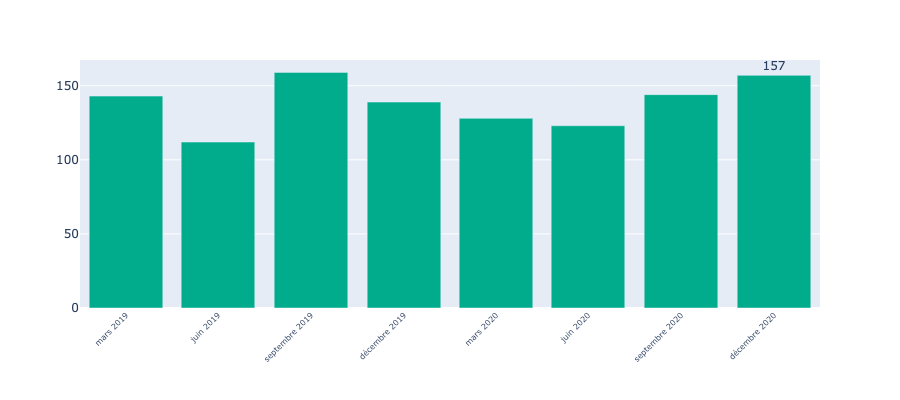 157
150
100
50
0
mars 2019
juin 2019
septembre 2019
décembre 2019
mars 2020
juin 2020
septembre 2020
décembre 2020